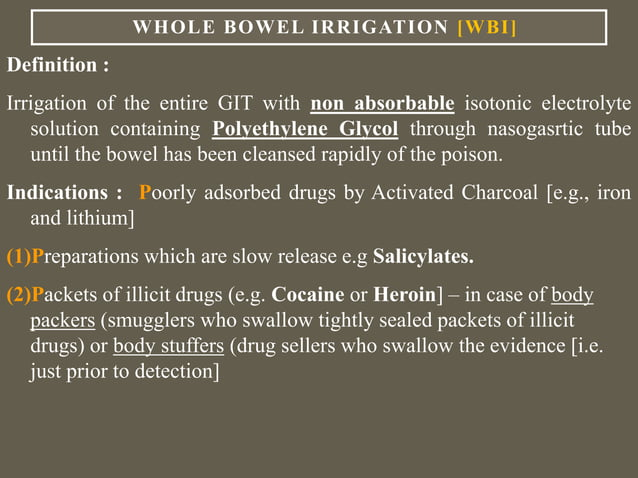 WHOLE BOWEL IRRIGATION [WBI]
Definition :
Irrigation of the entire GIT with non absorbable isotonic electrolyte
solution containing Polyethylene Glycol through nasogasrtic tube
until the bowel has been cleansed rapidly of the poison.
Indications : Poorly adsorbed drugs by Activated Charcoal [e.g., iron
and lithium]
(1)Preparations which are slow release e.g Salicylates.
(2)Packets of illicit drugs (e.g. Cocaine or Heroin] – in case of body
packers (smugglers who swallow tightly sealed packets of illicit
drugs) or body stuffers (drug sellers who swallow the evidence [i.e.
just prior to detection]